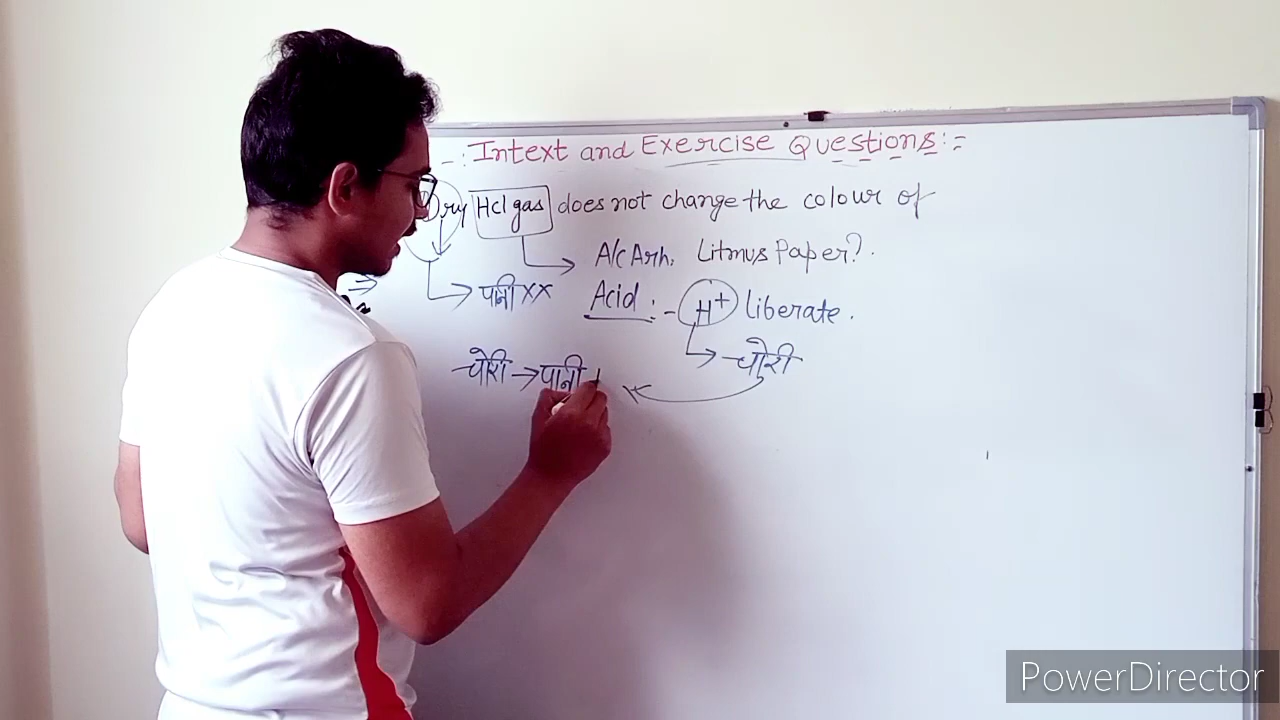 -: Intext and Exercise Questions :-
Dry HCl gas does not change the colour of
A/c Arh. Litmus Paper?.
⇒ पानी xx Acid :- H+ liberate.
चोरी
चोरी → पानी
PowerDirector